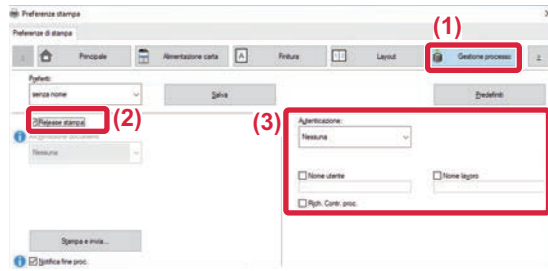 Preferenze stampa
Preferenze di stampa
(1)
Principale
Alimentazione carta
A
Finitura
Layout
Gestione processo
Preferiti:
senza nome
Salva
Predefiniti
Release stampa
(2)
(3)
Autenticazione:
Nessuna
Nessuna
Nome utente
Nome lavoro
Rich. Contr. proc.
Stampa e invia...
Notifica fine proc.